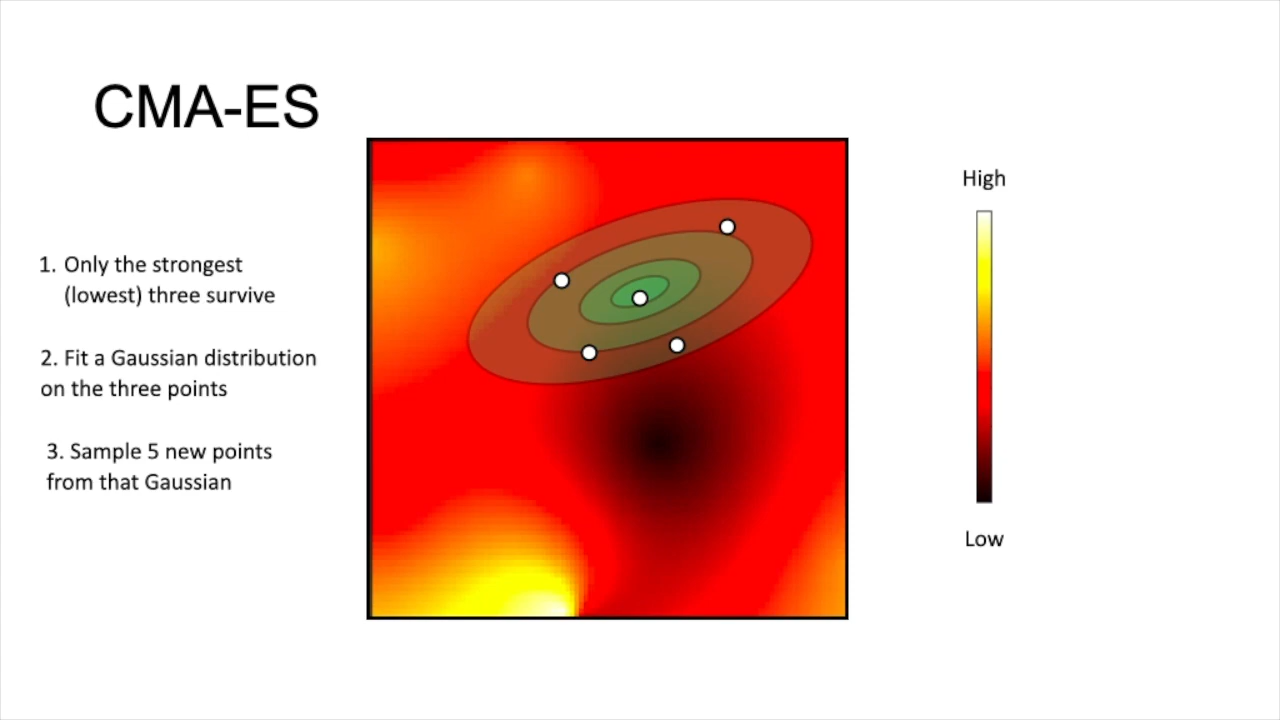 CMA-ES
1. Only the strongest
(lowest) three survive
2. Fit a Gaussian distribution
on the three points
3. Sample 5 new points
from that Gaussian
High
Low